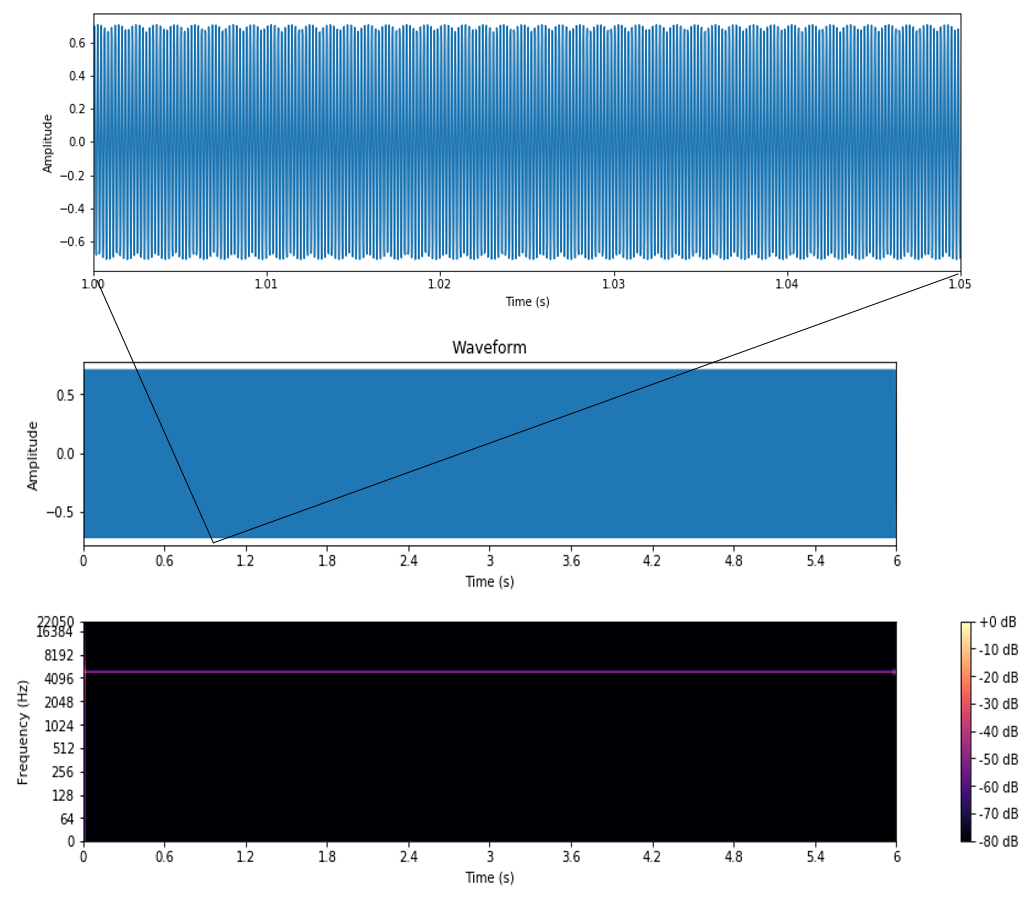 0.6
0.4
0.2
0.0
−0.2
−0.4
−0.6
Amplitude
1.00 1.01 1.02 1.03 1.04 1.05
Time (s)
Waveform
0.5
0.0
−0.5
Amplitude
0 0.6 1.2 1.8 2.4 3 3.6 4.2 4.8 5.4 6
Time (s)
22050
16384
8192
4096
2048
1024
512
256
128
64
0
Frequency (Hz)
0 0.6 1.2 1.8 2.4 3 3.6 4.2 4.8 5.4 6
Time (s)
+0 dB
-10 dB
-20 dB
-30 dB
-40 dB
-50 dB
-60 dB
-70 dB
-80 dB